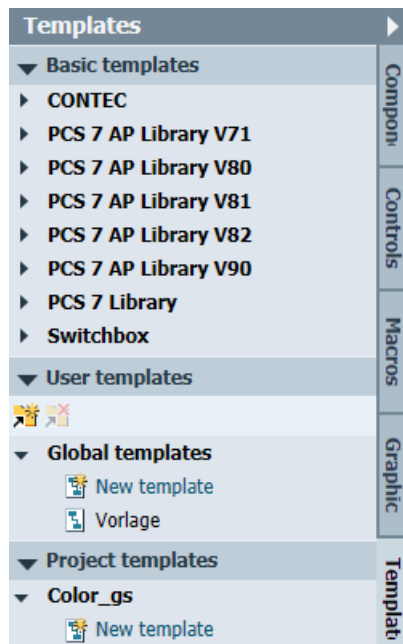 Templates
Basic templates
CONTEC
PCS 7 AP Library V71
PCS 7 AP Library V80
PCS 7 AP Library V81
PCS 7 AP Library V82
PCS 7 AP Library V90
PCS 7 Library
Switchbox
User templates
Global templates
New template
Vorlage
Project templates
Color_gs
New template
Controls
Macros
Graphic